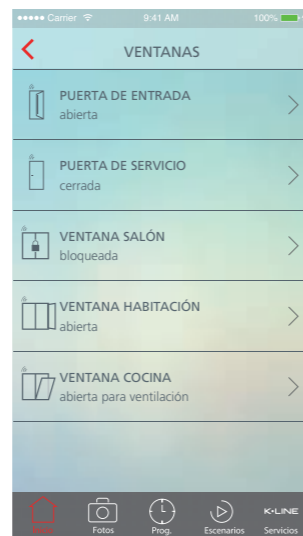 Carrier 9:41 AM 100%
VENTANAS
PUERTA DE ENTRADA
abierta
PUERTA DE SERVICIO
cerrada
VENTANA SALÓN
bloqueada
VENTANA HABITACIÓN
abierta
VENTANA COCINA
abierta para ventilación
K•LINE
Fotos Prog. Escenarios Servicios